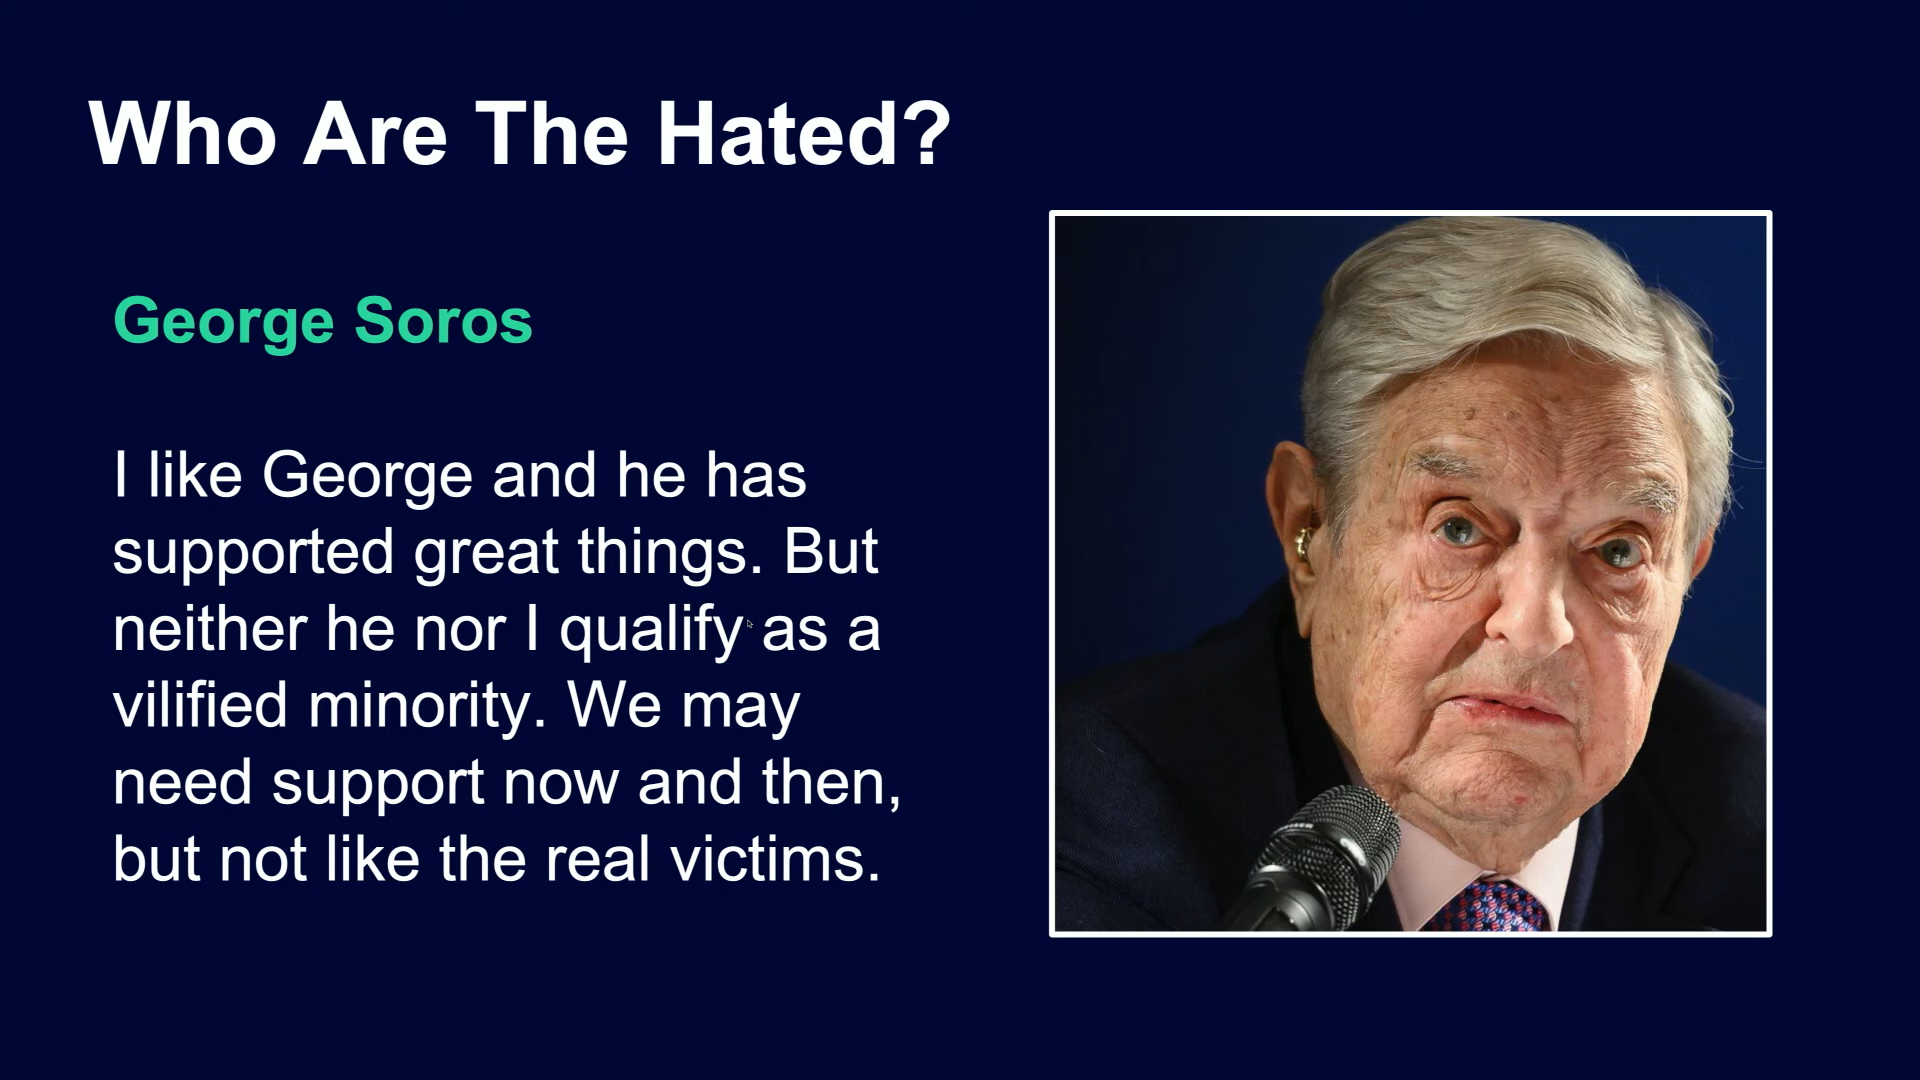 Who Are The Hated?
George Soros
I like George and he has
supported great things. But
neither he nor I qualify as a
vilified minority. We may
need support now and then,
but not like the real victims.